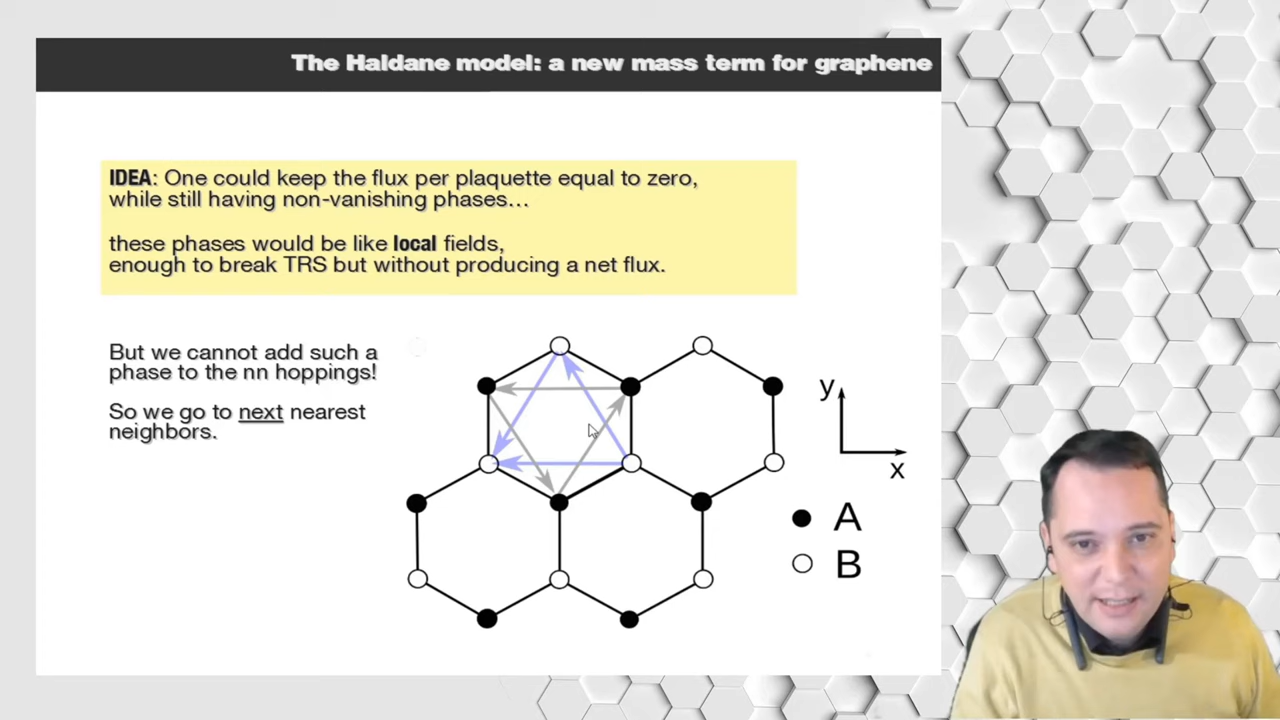 The Haldane model: a new mass term for graphene
IDEA: One could keep the flux per plaquette equal to zero,
while still having non-vanishing phases...
these phases would be like local fields,
enough to break TRS but without producing a net flux.
But we cannot add such a
phase to the nn hoppings!
So we go to next nearest
neighbors.
y
x
A
B